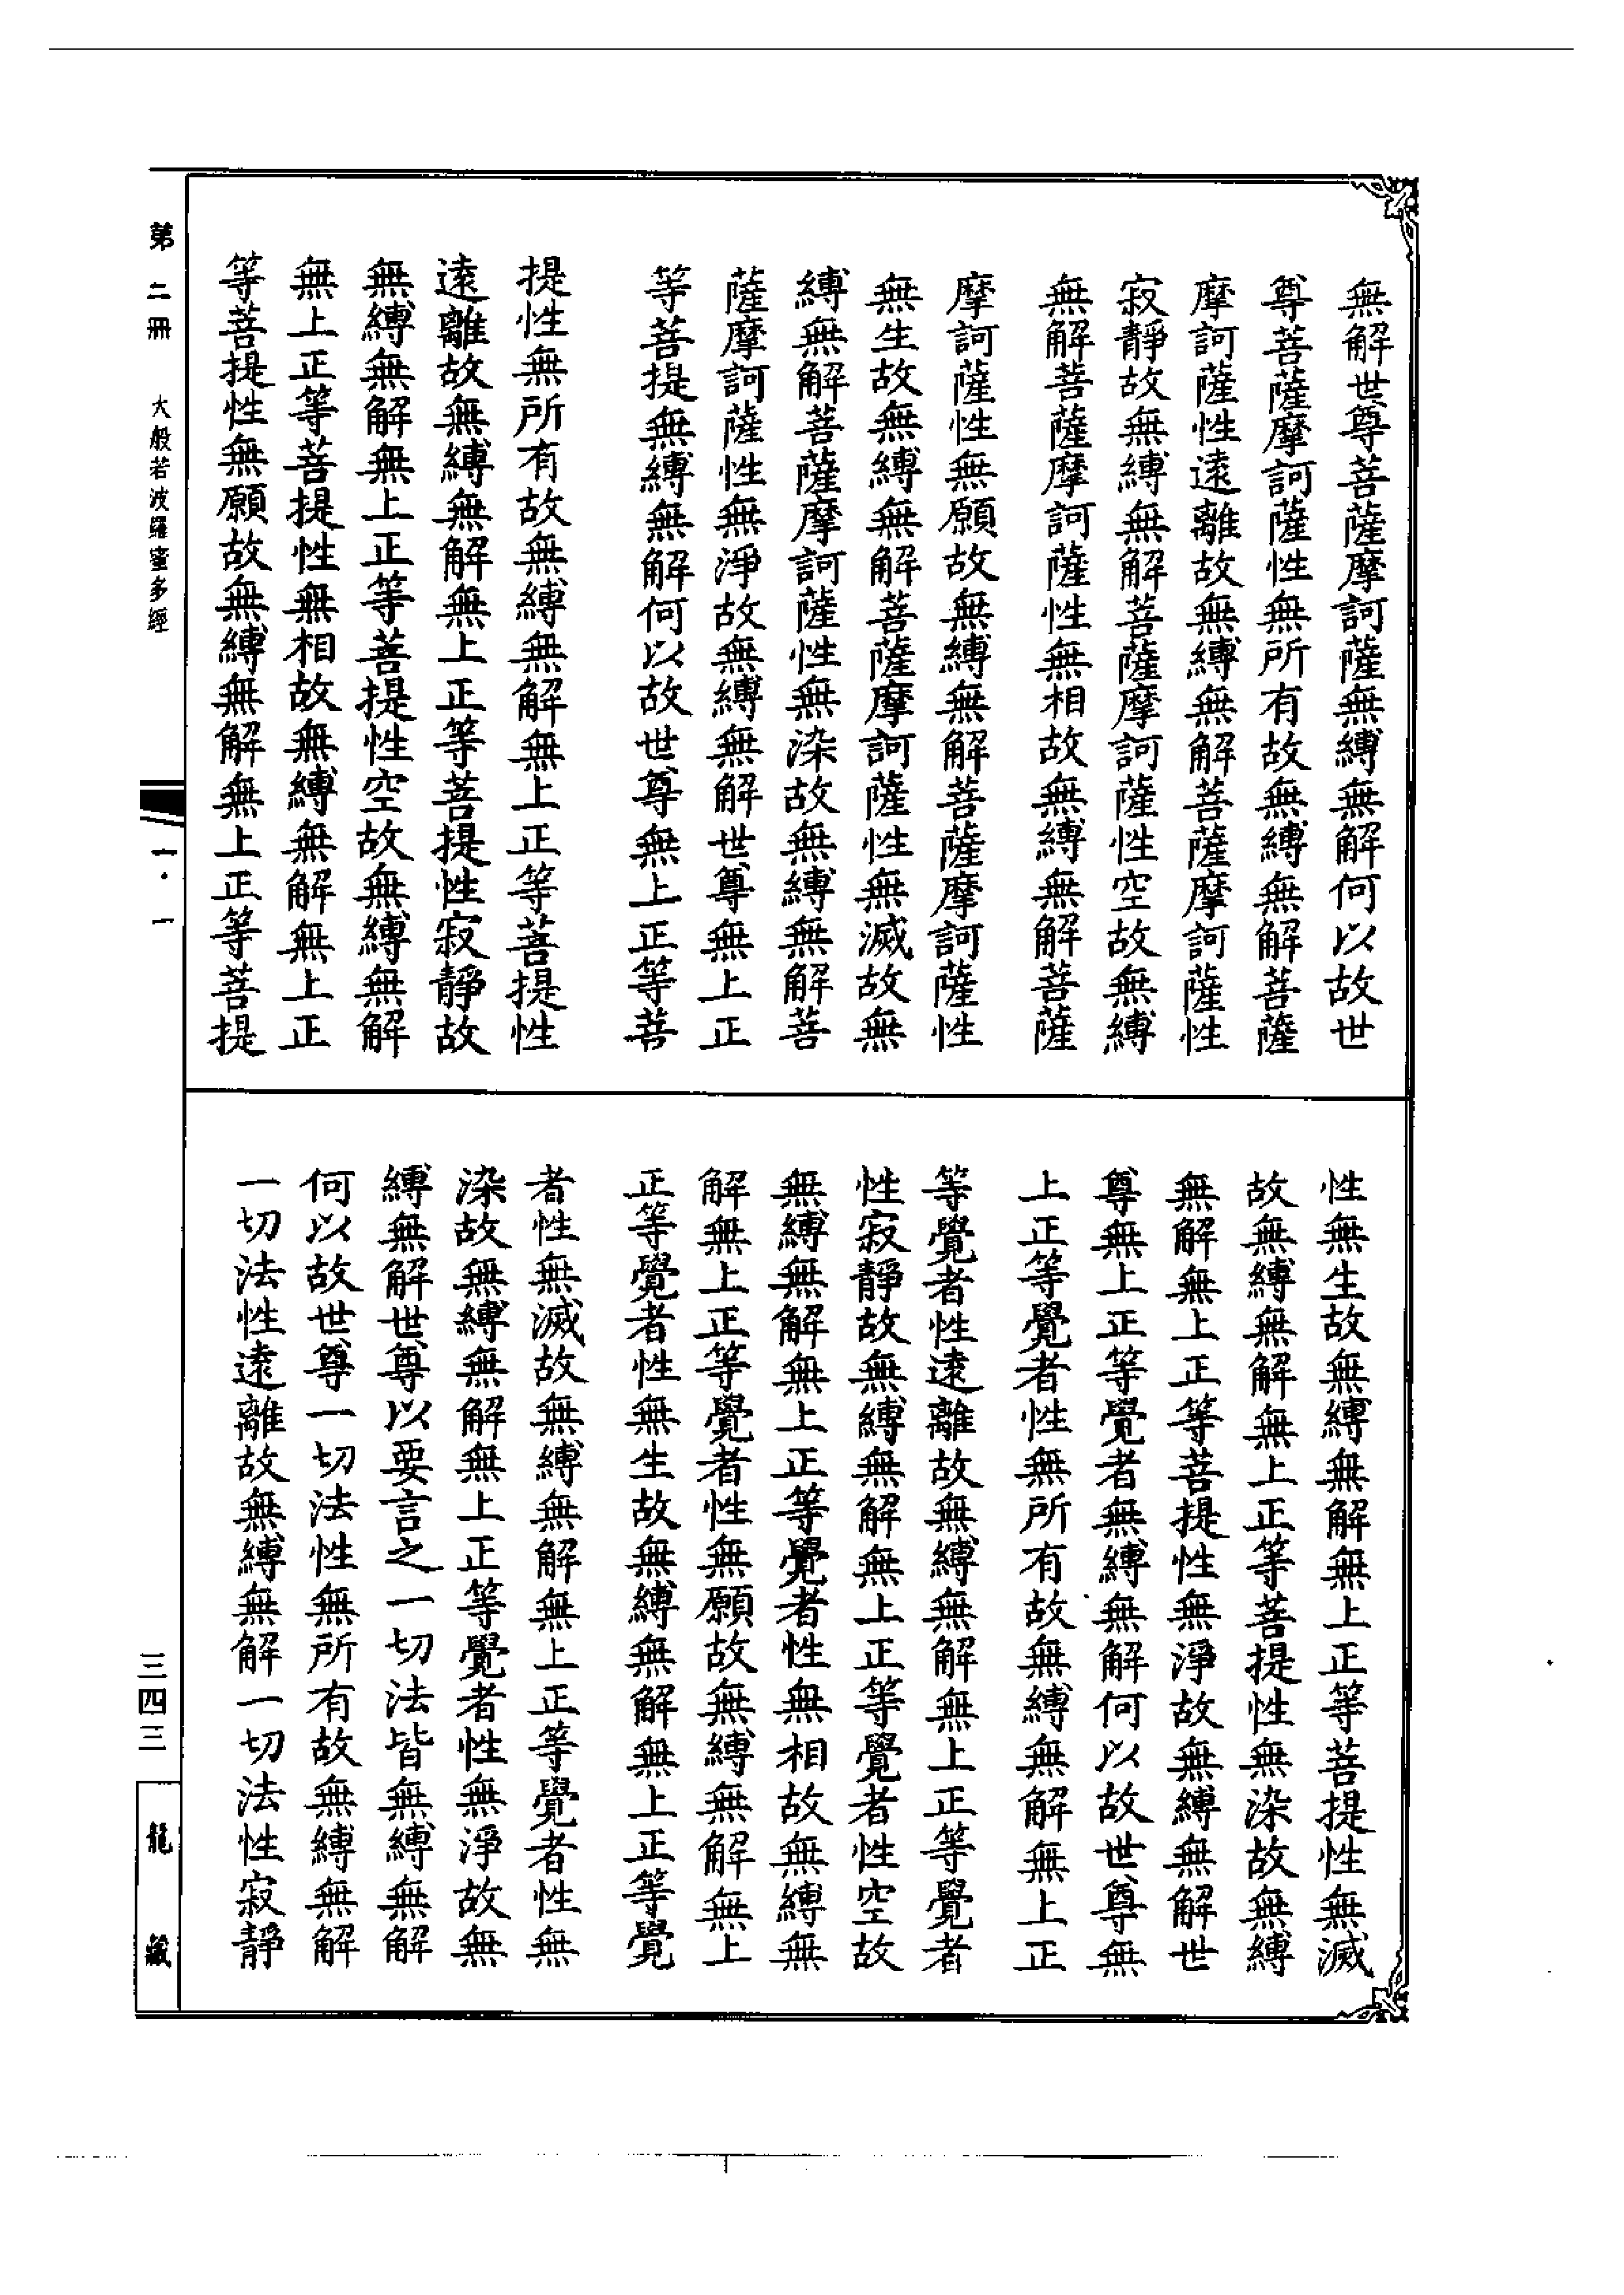 無解世尊菩薩摩訶薩無縛無解何以故世
尊菩薩摩訶薩性無所有故無縛無解菩薩
摩訶薩性遠離故無縛無解菩薩摩訶薩性
寂靜故無縛無解菩薩摩訶薩性空故無縛
無解菩薩摩訶薩性無相故無縛無解菩薩
摩訶薩性無願故無縛無解菩薩摩訶薩性
無生故無縛無解菩薩摩訶薩性無滅故無
縛無解菩薩摩訶薩性無染故無縛無解菩
薩摩訶薩性無淨故無縛無解世尊無上正
等菩提無縛無解何以故世尊無上正等菩
提性無所有故無縛無解無上正等菩提性
遠離故無縛無解無上正等菩提性寂靜故
無縛無解無上正等菩提性空故無縛無解
無上正等菩提性無相故無縛無解無上正
等菩提性無願故無縛無解無上正等菩提
性無生故無縛無解無上正等菩提性無滅
故無縛無解無上正等菩提性無染故無縛
無解無上正等菩提性無淨故無縛無解世
尊無上正等覺者無縛無解何以故世尊無
上正等覺者性無所有故無縛無解無上正
等覺者性遠離故無縛無解無上正等覺者
性寂靜故無縛無解無上正等覺者性空故
無縛無解無上正等覺者性無相故無縛無
解無上正等覺者性無願故無縛無解無上
正等覺者性無生故無縛無解無上正等覺
者性無滅故無縛無解無上正等覺者性無
染故無縛無解無上正等覺者性無淨故無
縛無解世尊以要言之一切法皆無縛無解
何以故世尊一切法性無所有故無縛無解
一切法性遠離故無縛無解一切法性寂靜
第二冊 大般若波羅蜜多經
一·一
三四三
龍藏